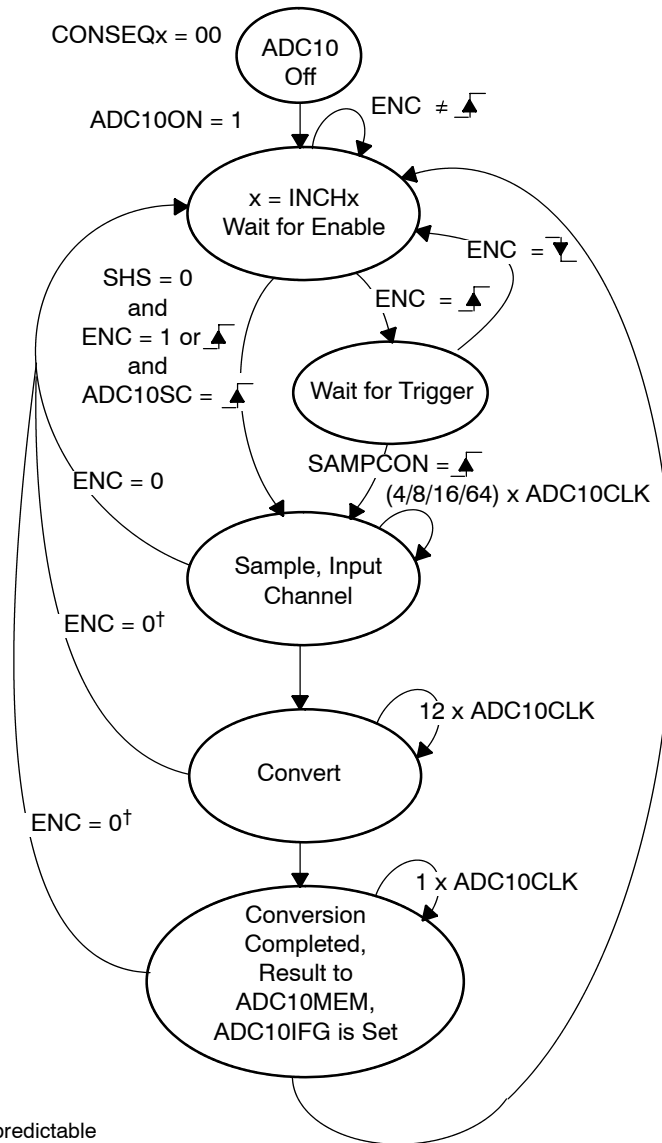 CONSEQx = 00
ADC10
Off
ADC10ON = 1
ENC ≠
x = INCHx
Wait for Enable
ENC =
SHS = 0
and
ENC = 1 or
and
ADC10SC =
ENC =
Wait for Trigger
SAMPCON =
(4/8/16/64) x ADC10CLK
ENC = 0
Sample, Input
Channel
ENC = 0†
12 x ADC10CLK
Convert
ENC = 0†
1 x ADC10CLK
Conversion
Completed,
Result to
ADC10MEM,
ADC10IFG is Set